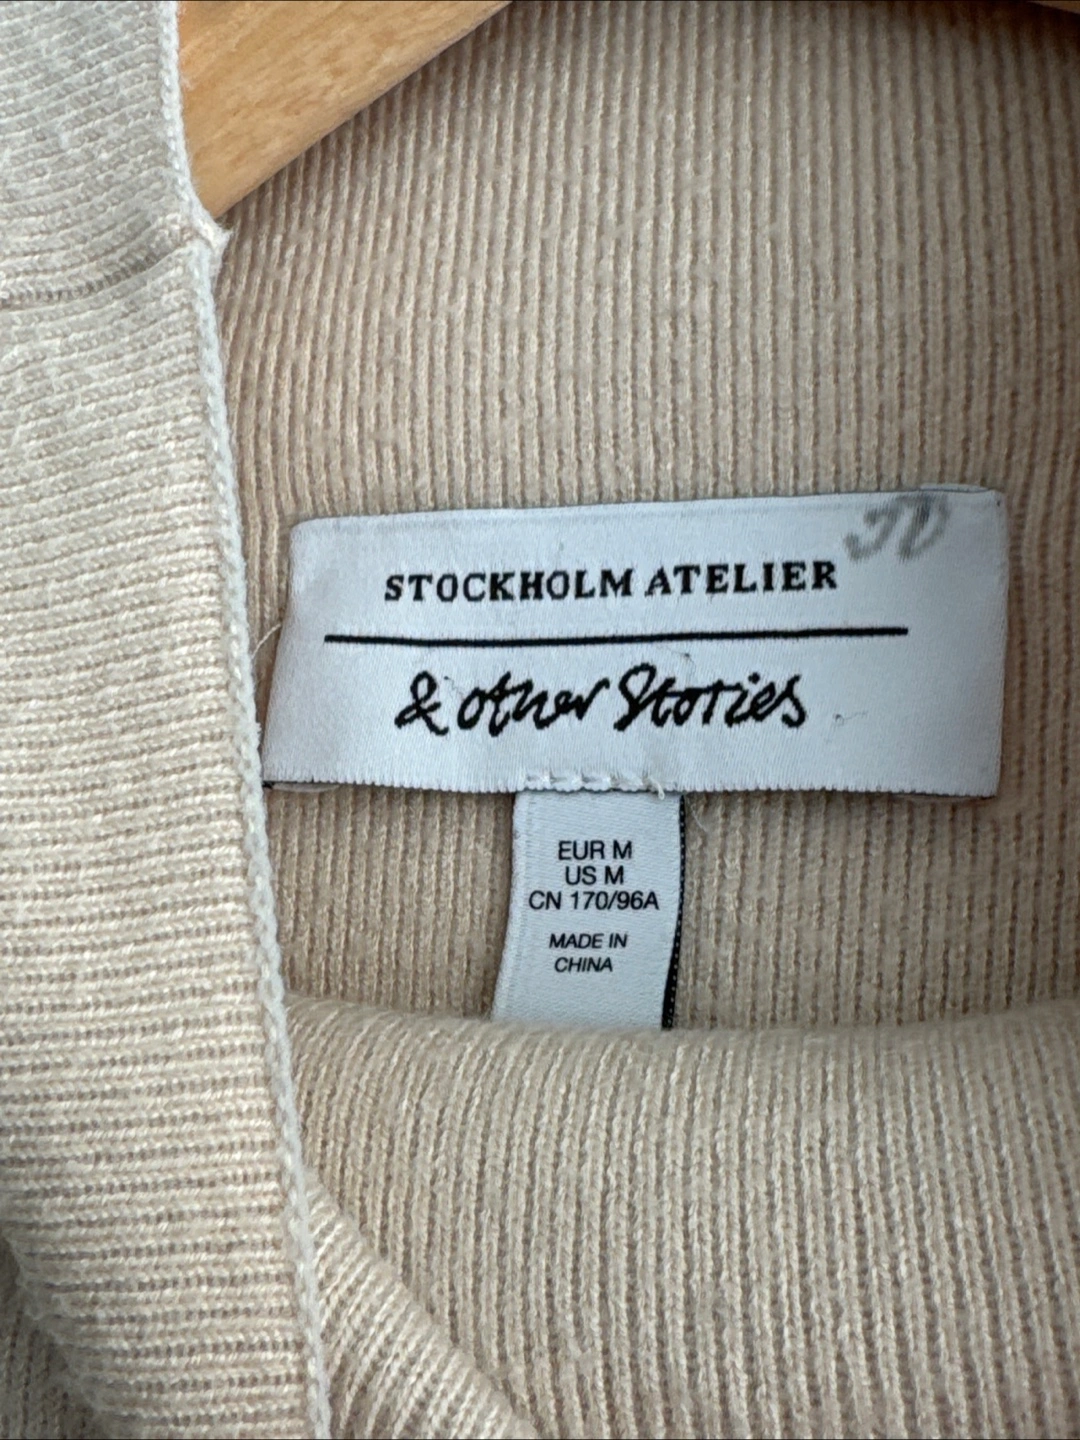 STOCKHOLM ATELIER
& other Stories
EUR M
US M
CN 170/96A
MADE IN
CHINA